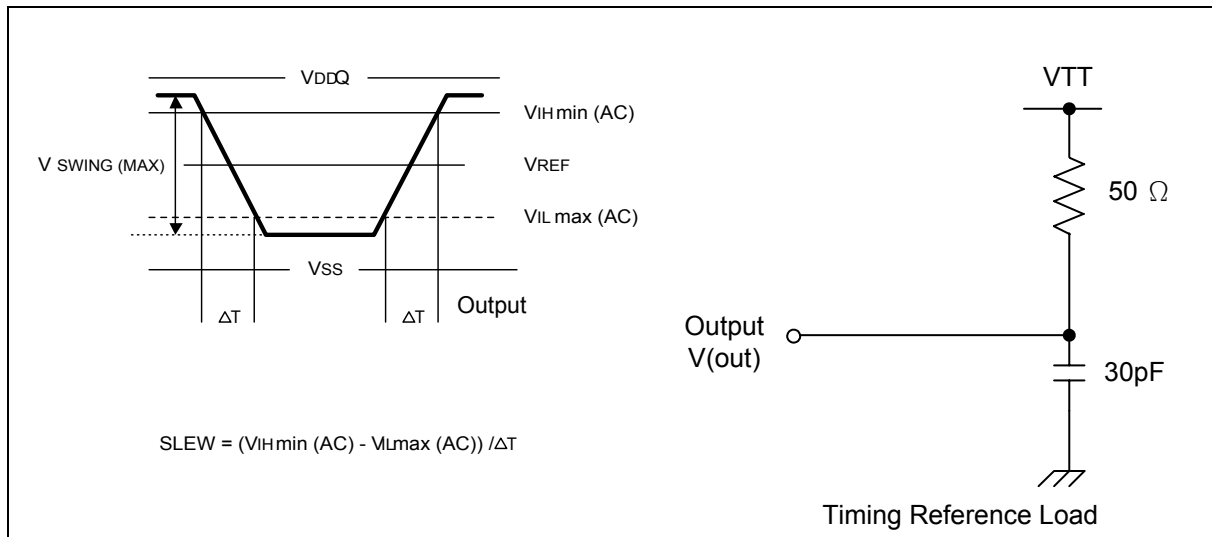 VDDQ
VIH min (AC)
V SWING (MAX)
VREF
VIL max (AC)
VSS
ΔT
ΔT
Output
SLEW = (VIH min (AC) - VILmax (AC)) /ΔT
VTT
50 Ω
Output
V(out)
30pF
Timing Reference Load